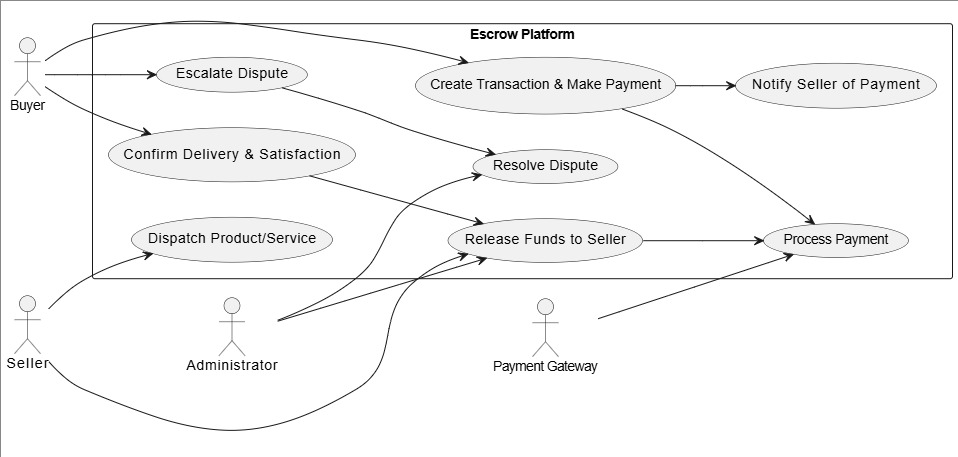 Escrow Platform
Buyer
Escalate Dispute
Create Transaction & Make Payment
Notify Seller of Payment
Confirm Delivery & Satisfaction
Resolve Dispute
Dispatch Product/Service
Release Funds to Seller
Process Payment
Seller
Administrator
Payment Gateway